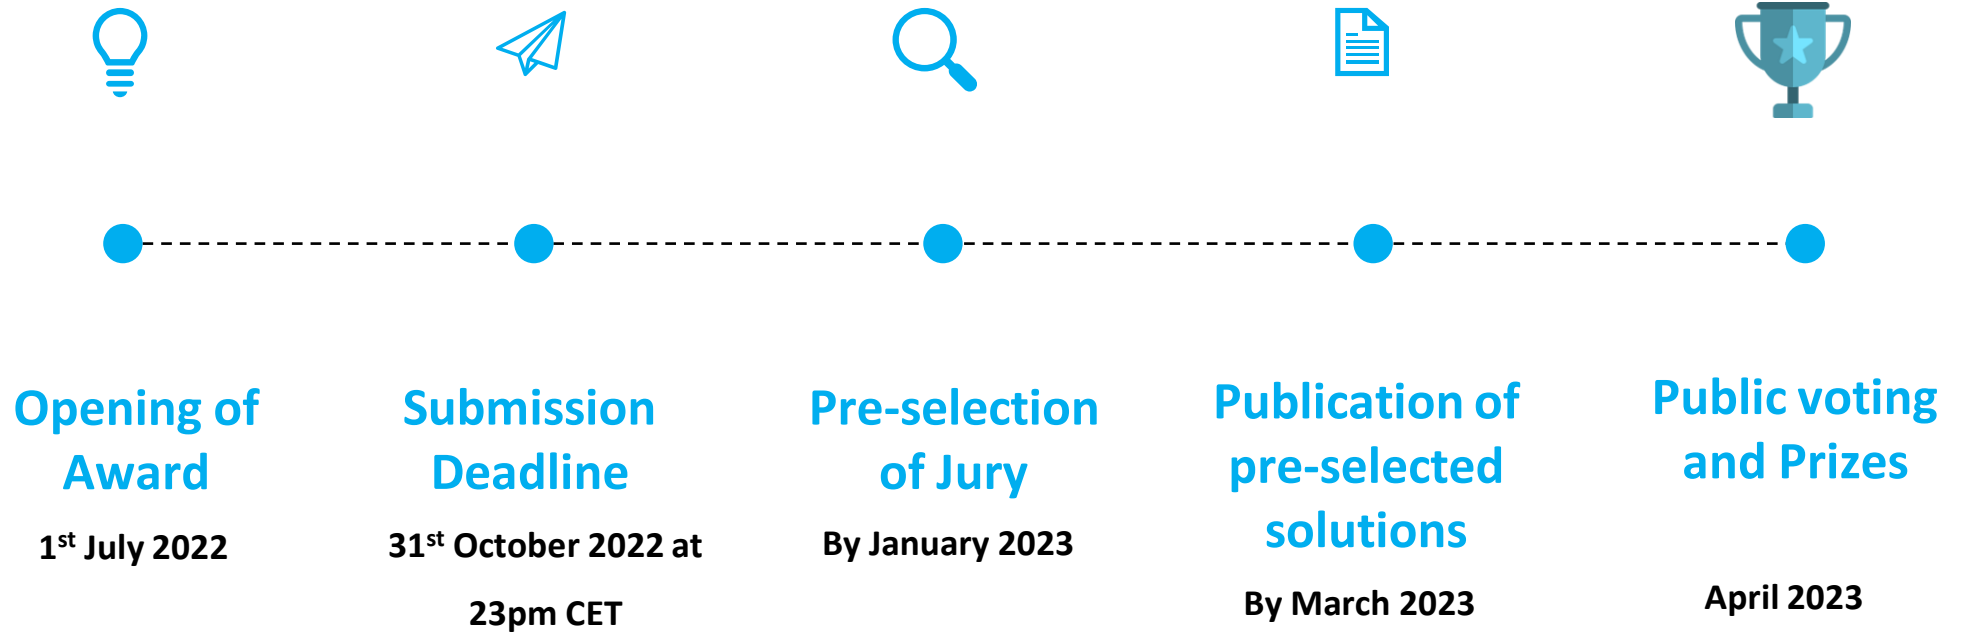 Opening of
Award
1st July 2022
Submission
Deadline
31st October 2022 at
23pm CET
Pre-selection
of Jury
By January 2023
Publication of
pre-selected
solutions
By March 2023
Public voting
and Prizes
April 2023